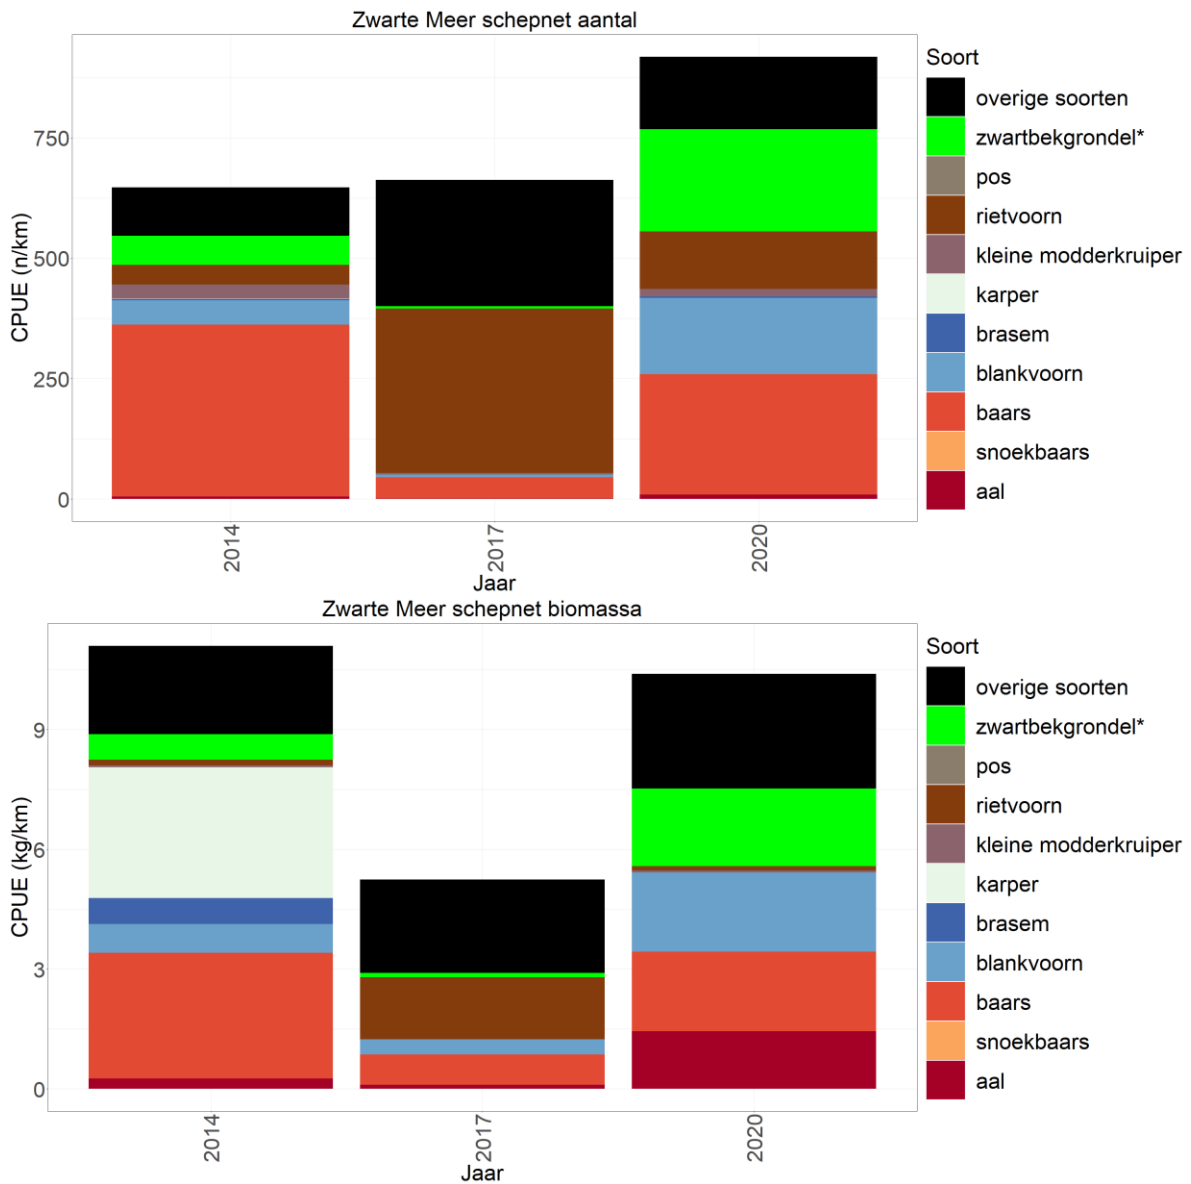 Zwarte Meer schepnet aantal
CPUE (n/km)
750
500
250
0
2014
2017
2020
Jaar
Soort
overige soorten
zwartbekgrondel*
pos
rietvoorn
kleine modderkruiper
karper
brasem
blankvoorn
baars
snoekbaars
aal
Zwarte Meer schepnet biomassa
CPUE (kg/km)
9
6
3
0
2014
2017
2020
Jaar
Soort
overige soorten
zwartbekgrondel*
pos
rietvoorn
kleine modderkruiper
karper
brasem
blankvoorn
baars
snoekbaars
aal